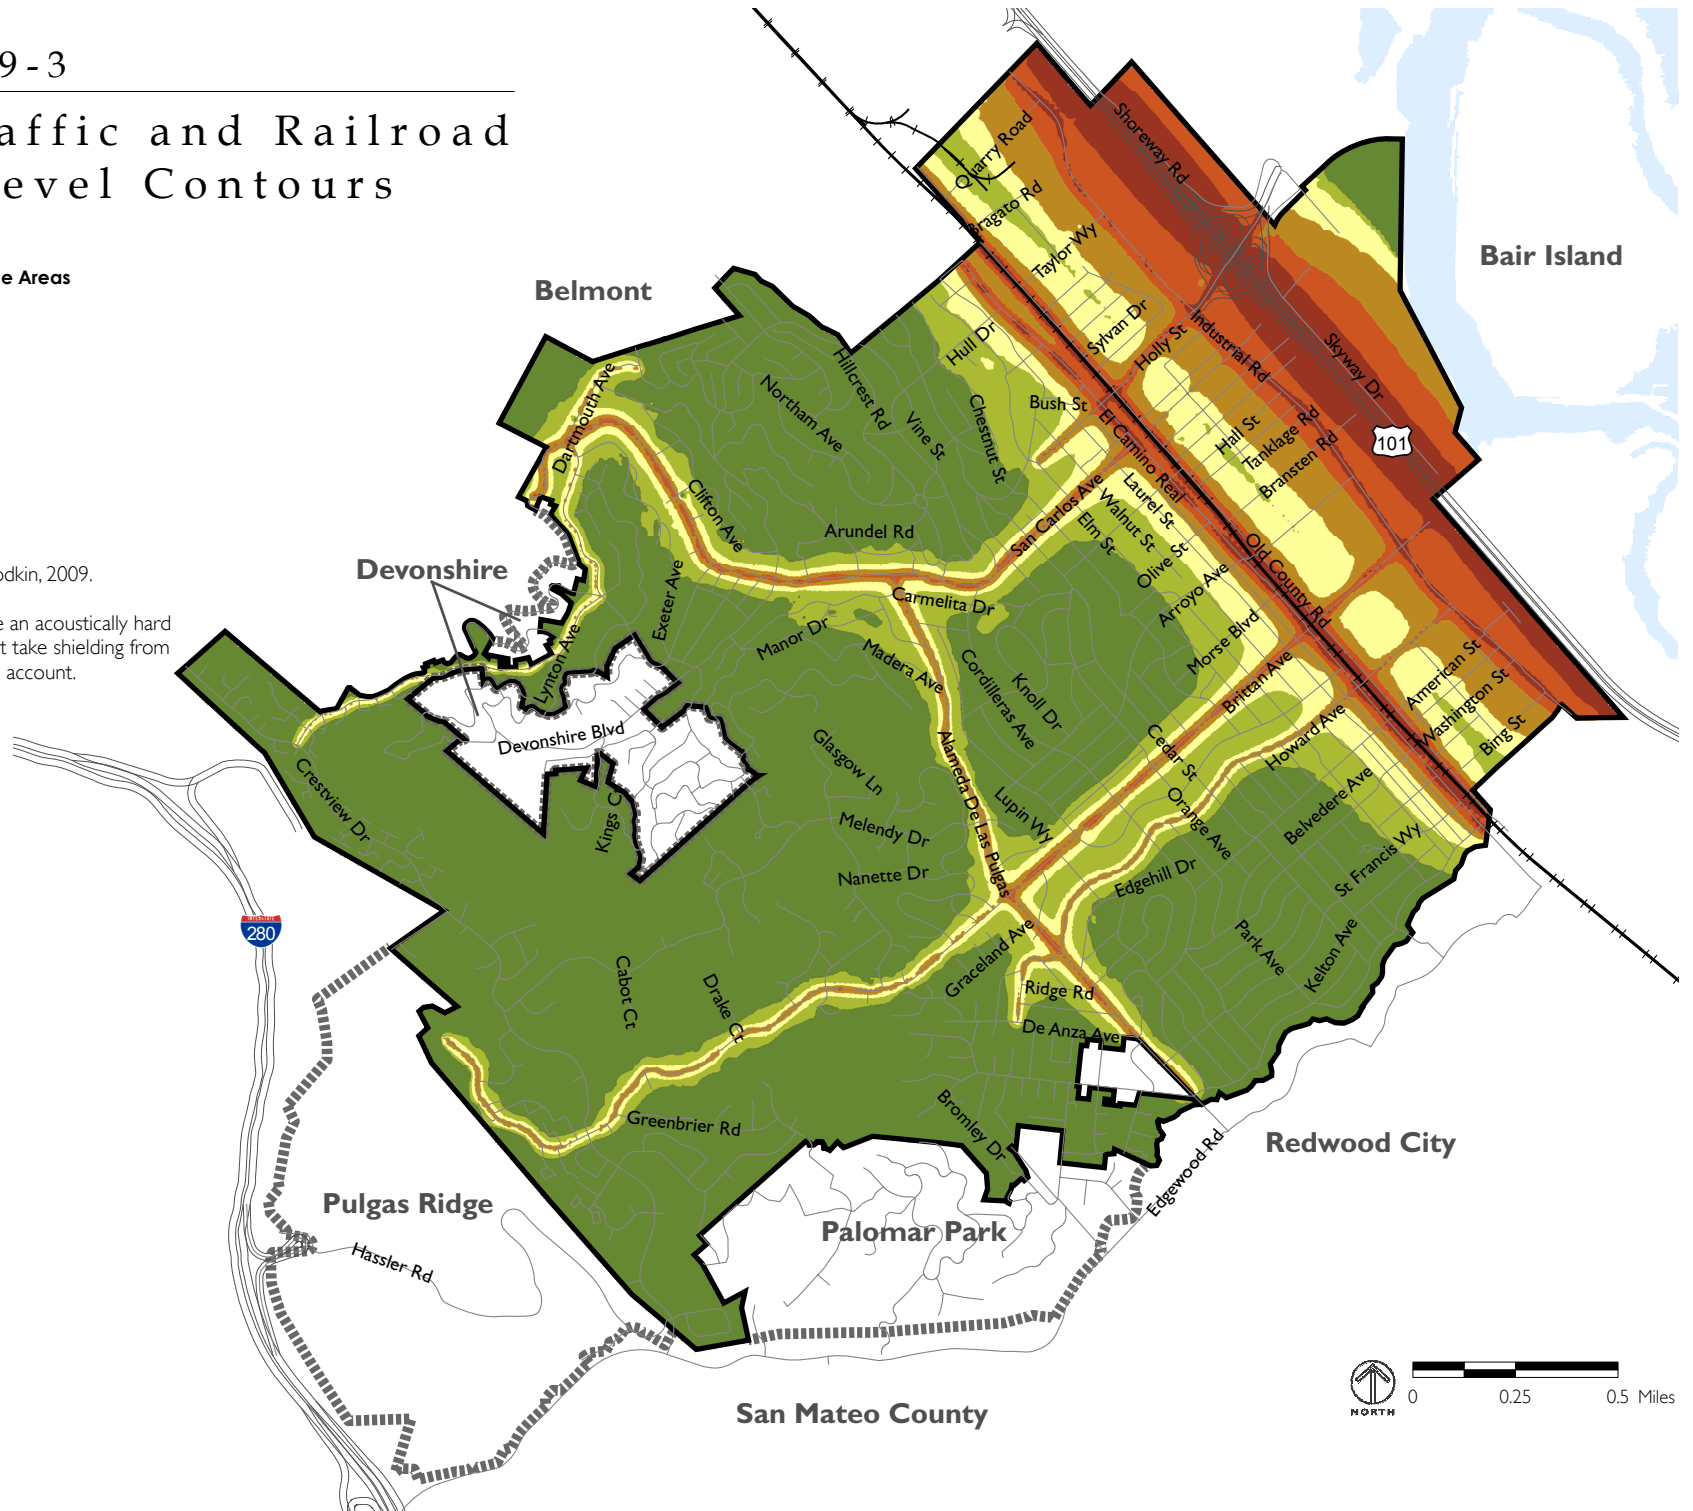 9-3
affic and Railroad
evel Contours
e Areas
odkin, 2009.
e an acoustically hard
t take shielding from
account.
Belmont
Bair Island
Devonshire
Pulgas Ridge
Palomar Park
Redwood City
San Mateo County
Quarry Road
Bragato Rd
Taylor Wy
Shoreway Rd
Sylvan Dr
Holly St
Industrial Rd
Skyway Dr
101
Hull Dr
Bush St
El Camino Real
Hall St
Tanklage Rd
Bransten Rd
Dartmouth Ave
Northam Ave
Hillcrest Rd
Vine St
Chestnut St
Clifton Ave
Arundel Rd
San Carlos Ave
Laurel St
Walnut St
Elm St
Olive St
Arroyo Ave
Old County Rd
Exeter Ave
Carmelita Dr
Manor Dr
Madera Ave
Cordilleras Ave
Knoll Dr
Morse Blvd
Brittan Ave
American St
Washington St
Bing St
Lynton Ave
Devonshire Blvd
Kings C
Crestview Dr
Glasgow Ln
Alameda De Las Pulgas
Cedar St
Howard Ave
Melendy Dr
Lupin Wy
Orange Ave
Belvedere Ave
Nanette Dr
Edgehill Dr
St Francis Wy
INTERSTATE
280
Cabot Ct
Drake Ct
Graceland Ave
Ridge Rd
De Anza Ave
Park Ave
Kelton Ave
Greenbrier Rd
Bromley Dr
Edgewood Rd
Hassler Rd
NORTH
0 0.25 0.5 Miles